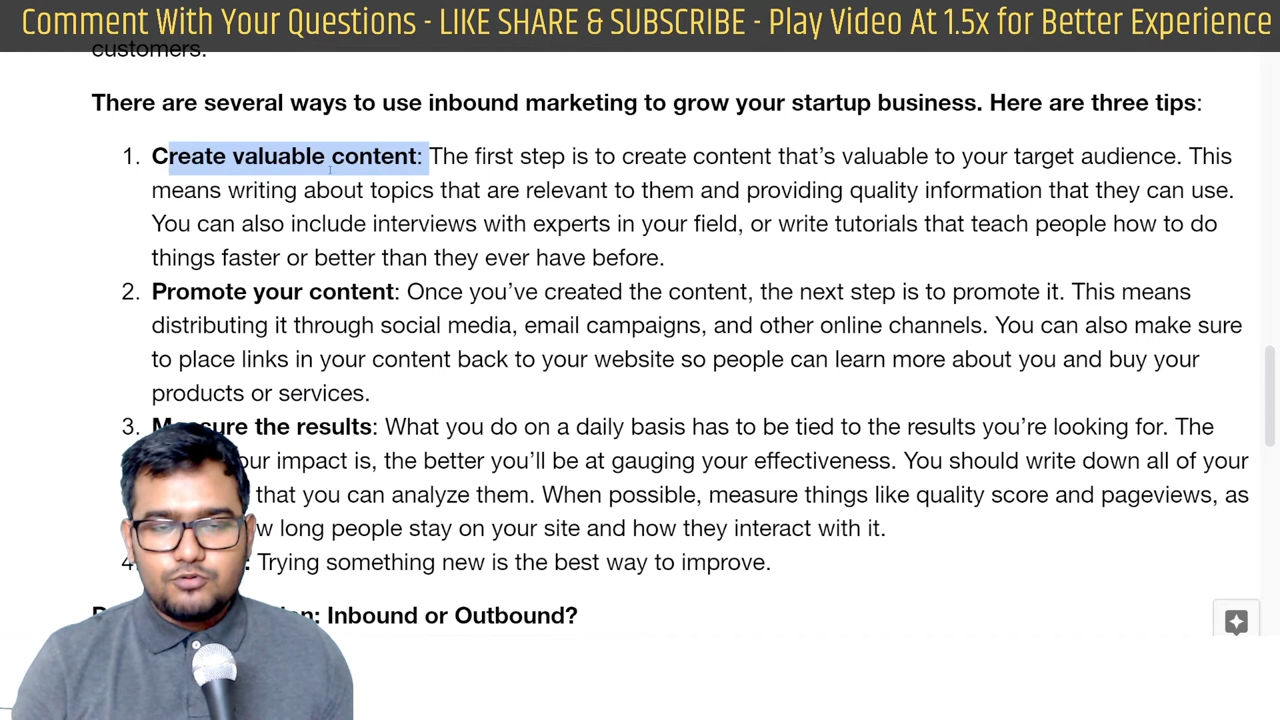 Comment With Your Questions - LIKE SHARE & SUBSCRIBE - Play Video At 1.5x for Better Experience
customers.
There are several ways to use inbound marketing to grow your startup business. Here are three tips:
1. Create valuable content: The first step is to create content that’s valuable to your target audience. This
means writing about topics that are relevant to them and providing quality information that they can use.
You can also include interviews with experts in your field, or write tutorials that teach people how to do
things faster or better than they ever have before.
2. Promote your content: Once you’ve created the content, the next step is to promote it. This means
distributing it through social media, email campaigns, and other online channels. You can also make sure
to place links in your content back to your website so people can learn more about you and buy your
products or services.
3. Measure the results: What you do on a daily basis has to be tied to the results you’re looking for. The
impact is, the better you’ll be at gauging your effectiveness. You should write down all of your
that you can analyze them. When possible, measure things like quality score and pageviews, as
long people stay on your site and how they interact with it.
Trying something new is the best way to improve.
Inbound or Outbound?